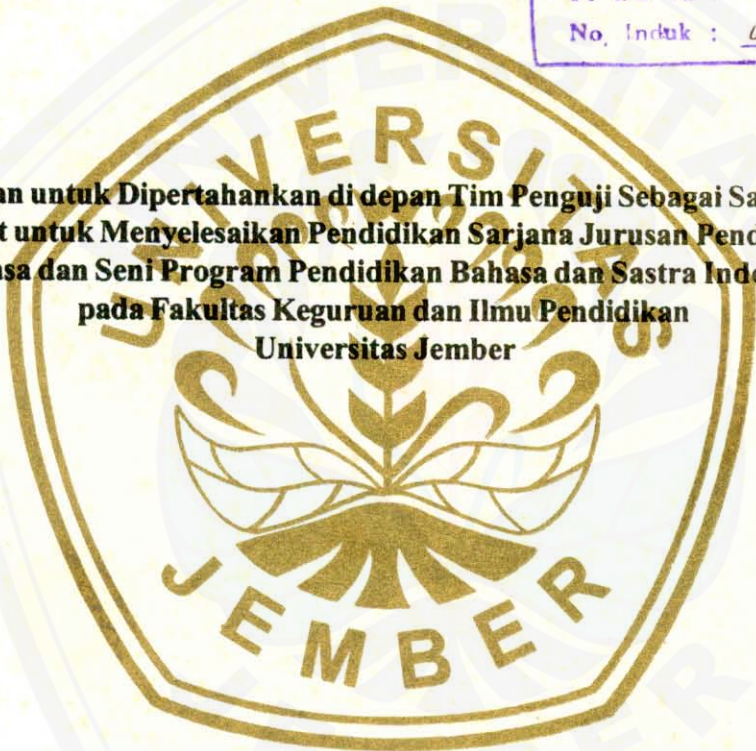 No. Induk :
an untuk Dipertahankan di depan Tim Penguji Sebagai Sa
t untuk Menyelesaikan Pendidikan Sarjana Jurusan Pend
sa dan Seni Program Pendidikan Bahasa dan Sastra Indo
pada Fakultas Keguruan dan Ilmu Pendidikan
Universitas Jember
UNIVERSITAS
JEMBER